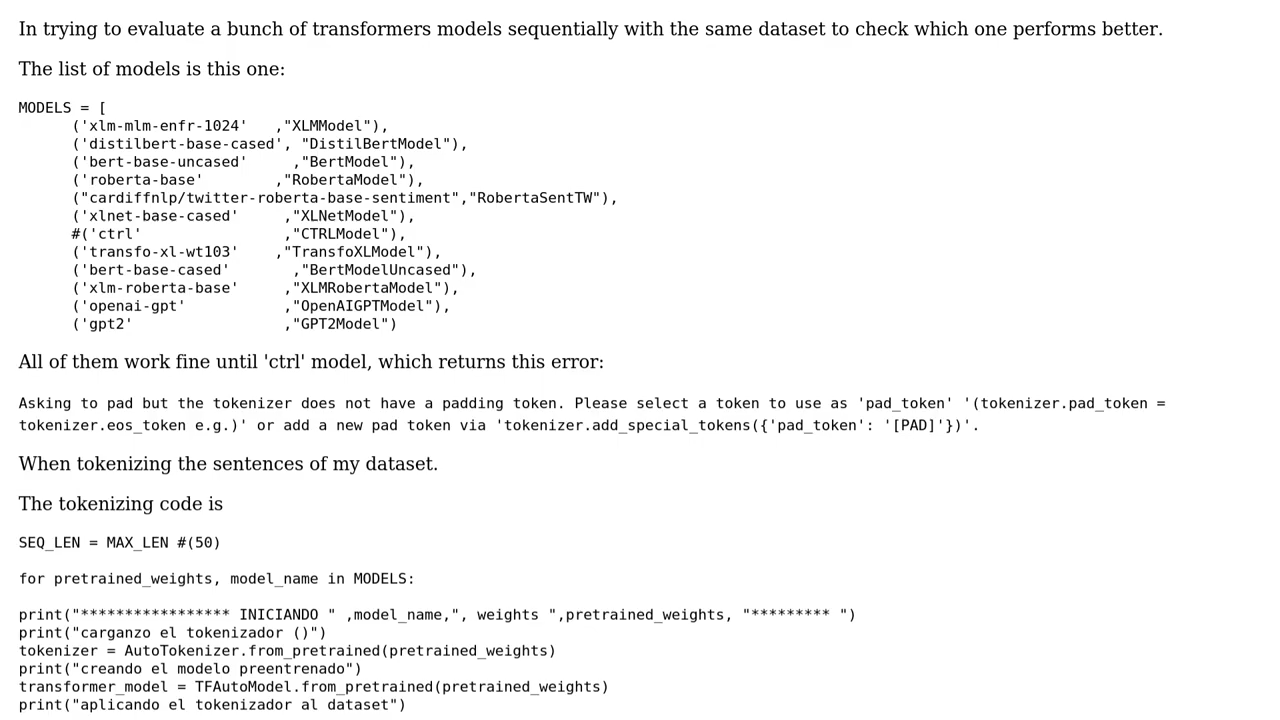 In trying to evaluate a bunch of transformers models sequentially with the same dataset to check which one performs better.
The list of models is this one:
MODELS = [
      ('xlm-mlm-enfr-1024'   ,"XLMModel"),
      ('distilbert-base-cased', "DistilBertModel"),
      ('bert-base-uncased'     ,"BertModel"),
      ('roberta-base'        ,"RobertaModel"),
      ("cardiffnlp/twitter-roberta-base-sentiment","RobertaSentTW"),
      ('xlnet-base-cased'     ,"XLNetModel"),
      #('ctrl'                ,"CTRLModel"),
      ('transfo-xl-wt103'    ,"TransfoXLModel"),
      ('bert-base-cased'       ,"BertModelUncased"),
      ('xlm-roberta-base'     ,"XLMRobertaModel"),
      ('openai-gpt'           ,"OpenAIGPTModel"),
      ('gpt2'                 ,"GPT2Model")
All of them work fine until 'ctrl' model, which returns this error:
Asking to pad but the tokenizer does not have a padding token. Please select a token to use as 'pad_token' '(tokenizer.pad_token =
tokenizer.eos_token e.g.)' or add a new pad token via 'tokenizer.add_special_tokens({'pad_token': '[PAD]'})'.
When tokenizing the sentences of my dataset.
The tokenizing code is
SEQ_LEN = MAX_LEN #(50)
for pretrained_weights, model_name in MODELS:
print("***************** INICIANDO " ,model_name,", weights ",pretrained_weights, "********* ")
print("carganzo el tokenizador ()")
tokenizer = AutoTokenizer.from_pretrained(pretrained_weights)
print("creando el modelo preentrenado")
transformer_model = TFAutoModel.from_pretrained(pretrained_weights)
print("aplicando el tokenizador al dataset")